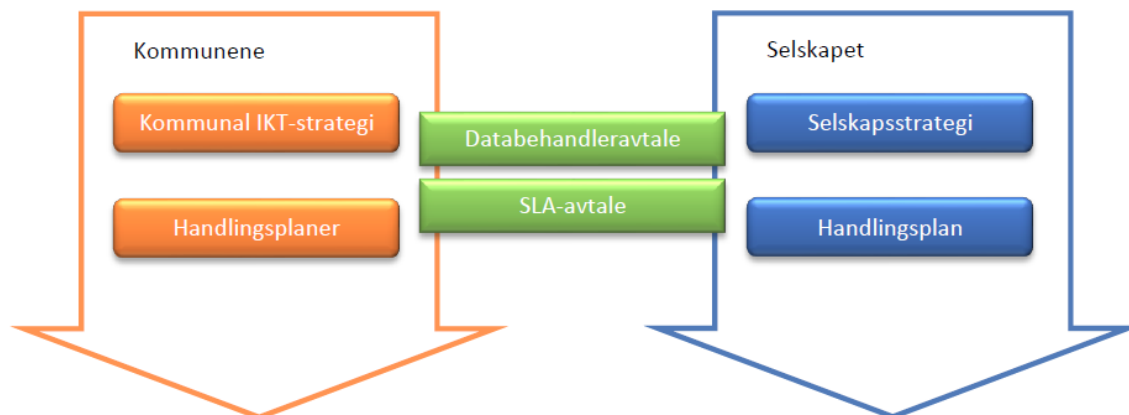 Kommunene
Kommunal IKT-strategi
Handlingsplaner
Databehandleravtale
SLA-avtale
Selskapet
Selskapsstrategi
Handlingsplan